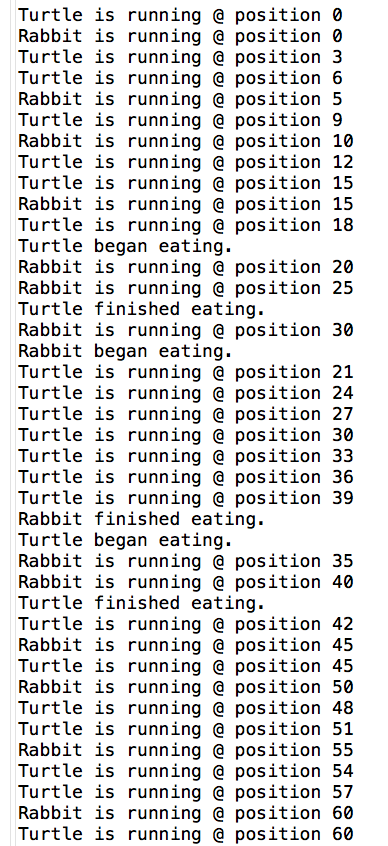 Turtle is running @ position 0
Rabbit is running @ position 0
Turtle is running @ position 3
Turtle is running @ position 6
Rabbit is running @ position 5
Turtle is running @ position 9
Rabbit is running @ position 10
Turtle is running @ position 12
Turtle is running @ position 15
Rabbit is running @ position 15
Turtle is running @ position 18
Turtle began eating.
Rabbit is running @ position 20
Rabbit is running @ position 25
Turtle finished eating.
Rabbit is running @ position 30
Rabbit began eating.
Turtle is running @ position 21
Turtle is running @ position 24
Turtle is running @ position 27
Turtle is running @ position 30
Turtle is running @ position 33
Turtle is running @ position 36
Turtle is running @ position 39
Rabbit finished eating.
Turtle began eating.
Rabbit is running @ position 35
Rabbit is running @ position 40
Turtle finished eating.
Turtle is running @ position 42
Rabbit is running @ position 45
Turtle is running @ position 45
Rabbit is running @ position 50
Turtle is running @ position 48
Turtle is running @ position 51
Rabbit is running @ position 55
Turtle is running @ position 54
Turtle is running @ position 57
Rabbit is running @ position 60
Turtle is running @ position 60